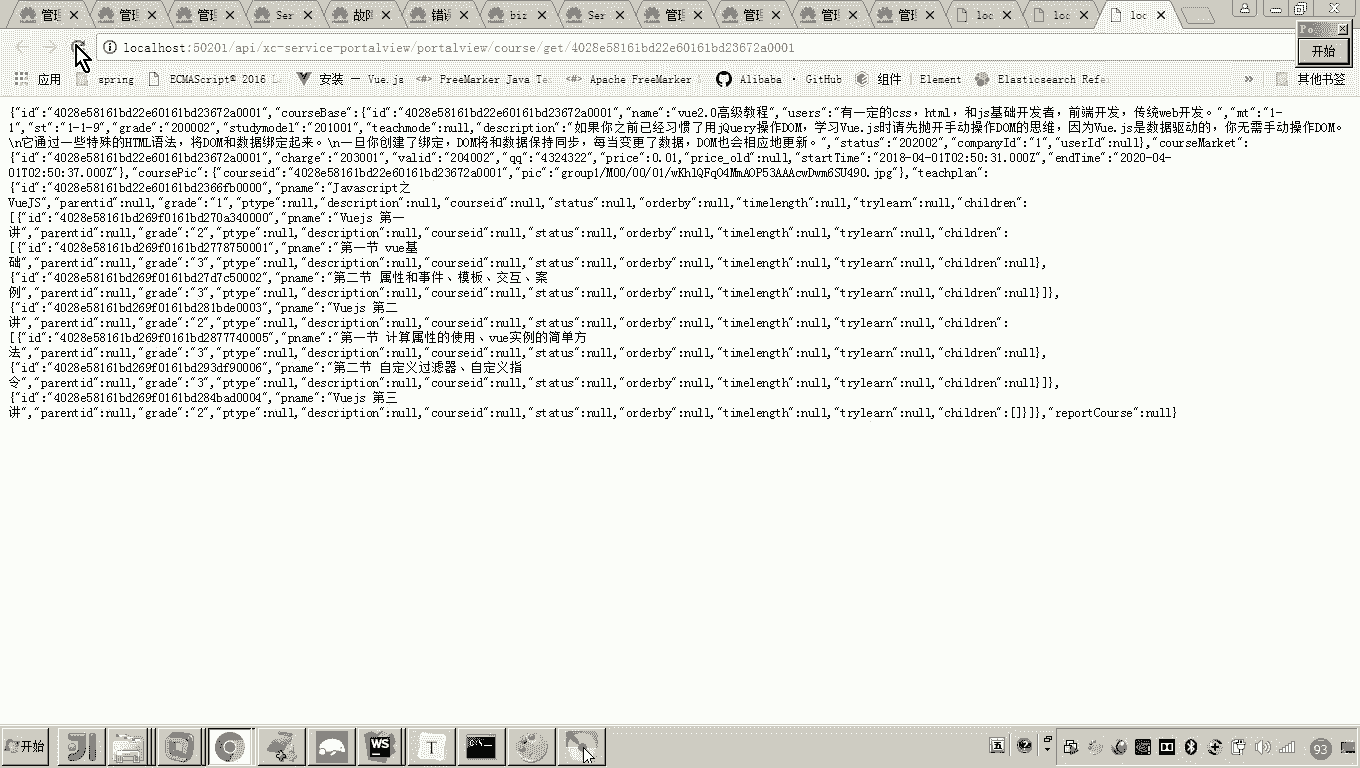 管理 管理 管理 Ser 故障 错误 biz Ser 管理 管理 管理 管理 loc loc loc
Po
localhost:50201/api/xc-service-portalview/portalview/course/get/4028e58161bd22e60161bd23672a0001
开始
应用 spring ECMAScript® 2016 L 安装 — Vue.js FreeMarker Java Te Apache FreeMarker Alibaba · GitHub 组件 | Element Elasticsearch Refe » 其他书签
{"id":"4028e58161bd22e60161bd23672a0001","courseBase":{"id":"4028e58161bd22e60161bd23672a0001","name":"vue2.0高级教程","users":"有一定的css，html，和js基础开发者，前端开发，传统web开发。","mt":"1-
1","st":"1-1-9","grade":"200002","studymodel":"201001","teachmode":null,"description":"如果你之前已经习惯了用jQuery操作DOM，学习Vue.js时请先抛开手动操作DOM的思维，因为Vue.js是数据驱动的，你无需手动操作DOM。
\n它通过一些特殊的HTML语法，将DOM和数据绑定起来。\n一旦你创建了绑定，DOM将和数据保持同步，每当变更了数据，DOM也会相应地更新。","status":"202002","companyId":"1","userId":null},"courseMarket":
{"id":"4028e58161bd22e60161bd23672a0001","charge":"203001","valid":"204002","qq":"4324322","price":0.01,"price_old":null,"startTime":"2018-04-01T02:50:31.000Z","endTime":"2020-04-
01T02:50:37.000Z"},"coursePic":{"courseid":"4028e58161bd22e60161bd23672a0001","pic":"group1/M00/00/01/wKhlQFqO4MmAOP53AAAcwDwm6SU490.jpg"},"teachplan":
{"id":"4028e58161bd22e60161bd2366fb0000","pname":"Javascript之
VueJS","parentid":null,"grade":"1","ptype":null,"description":null,"courseid":null,"status":null,"orderby":null,"timelength":null,"trylearn":null,"children":
[{"id":"4028e58161bd269f0161bd270a340000","pname":"Vuejs 第一
讲","parentid":null,"grade":"2","ptype":null,"description":null,"courseid":null,"status":null,"orderby":null,"timelength":null,"trylearn":null,"children":
[{"id":"4028e58161bd269f0161bd2778750001","pname":"第一节 vue基
础","parentid":null,"grade":"3","ptype":null,"description":null,"courseid":null,"status":null,"orderby":null,"timelength":null,"trylearn":null,"children":null},
{"id":"4028e58161bd269f0161bd27d7c50002","pname":"第二节 属性和事件、模板、交互、案
例","parentid":null,"grade":"3","ptype":null,"description":null,"courseid":null,"status":null,"orderby":null,"timelength":null,"trylearn":null,"children":null}]},
{"id":"4028e58161bd269f0161bd281bde0003","pname":"Vuejs 第二
讲","parentid":null,"grade":"2","ptype":null,"description":null,"courseid":null,"status":null,"orderby":null,"timelength":null,"trylearn":null,"children":
[{"id":"4028e58161bd269f0161bd2877740005","pname":"第一节 计算属性的使用、vue实例的简单方
法","parentid":null,"grade":"3","ptype":null,"description":null,"courseid":null,"status":null,"orderby":null,"timelength":null,"trylearn":null,"children":null},
{"id":"4028e58161bd269f0161bd293df90006","pname":"第二节 自定义过滤器、自定义指
令","parentid":null,"grade":"3","ptype":null,"description":null,"courseid":null,"status":null,"orderby":null,"timelength":null,"trylearn":null,"children":null}]},
{"id":"4028e58161bd269f0161bd284bad0004","pname":"Vuejs 第三
讲","parentid":null,"grade":"2","ptype":null,"description":null,"courseid":null,"status":null,"orderby":null,"timelength":null,"trylearn":null,"children":[]}]},"reportCourse":null}
开始 WS T 五 93